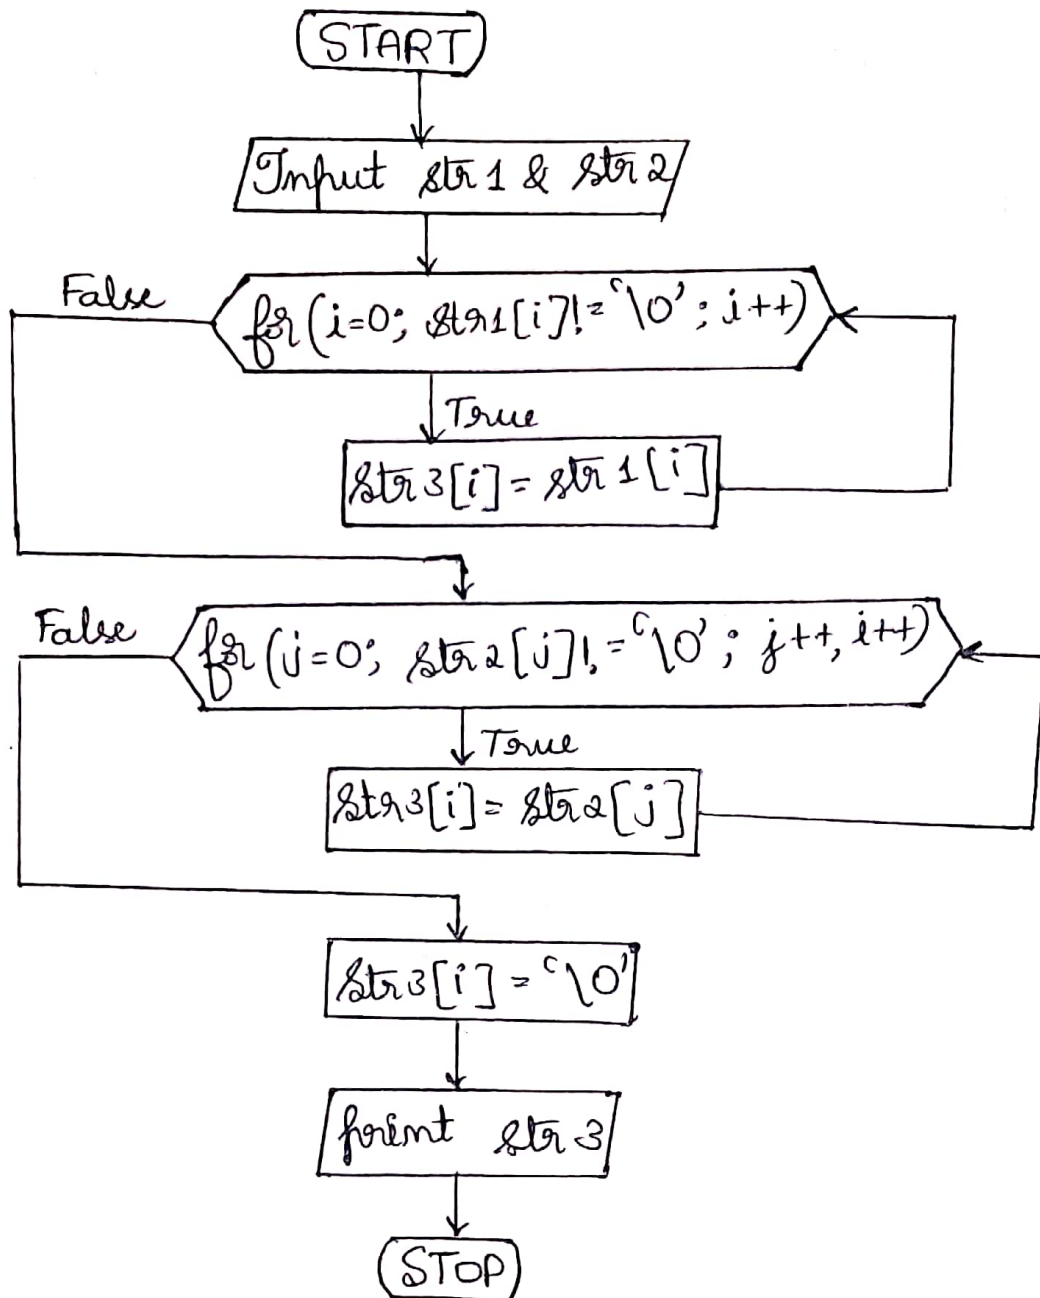 START
Input str1 & str2
False
for(i=0; str1[i]!='\0'; i++)
True
str3[i]=str1[i]
False
for(j=0; str2[j]!='\0'; j++, i++)
True
str3[i]=str2[j]
str3[i]='\0'
print str3
STOP